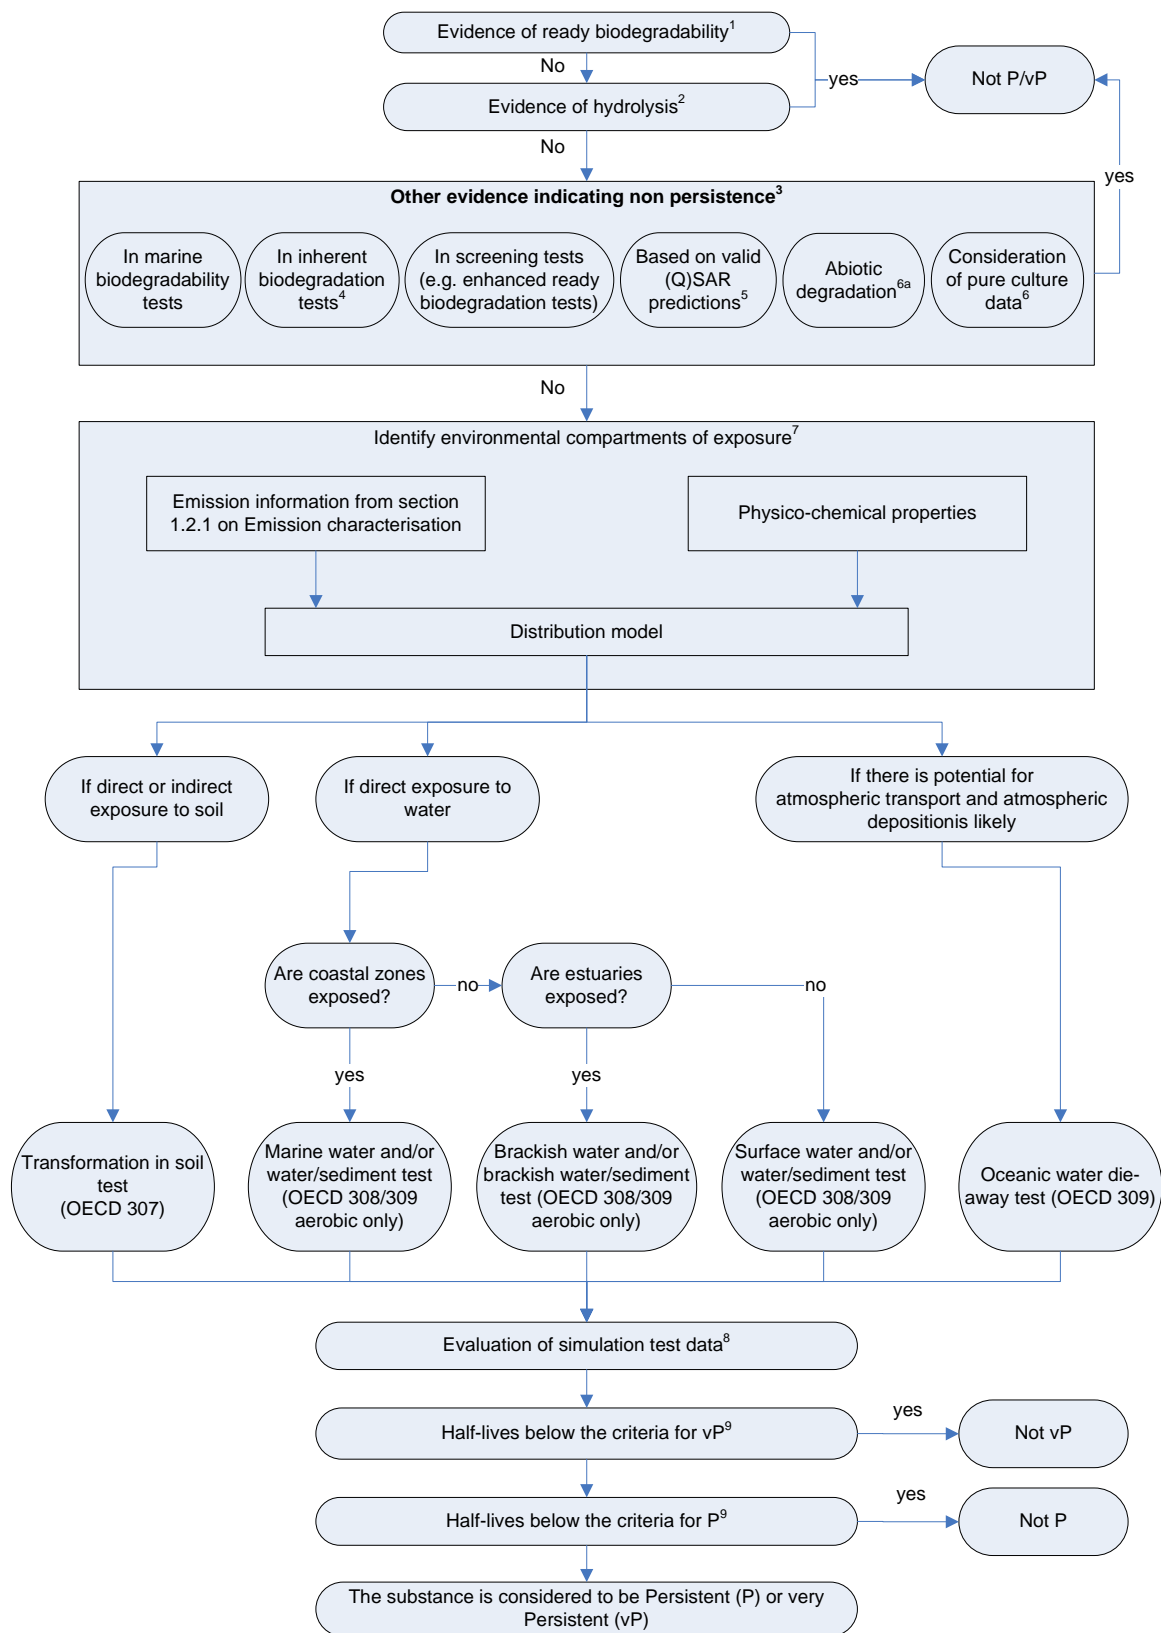 Evidence of ready biodegradability1
No
yes
Not P/vP
Evidence of hydrolysis2
No
yes
Other evidence indicating non persistence3
In marine
biodegradability
tests
In inherent
biodegradation
tests4
In screening tests
(e.g. enhanced ready
biodegradation tests)
Based on valid
(Q)SAR
predictions5
Abiotic
degradation6a
Consideration
of pure culture
data6
No
Identify environmental compartments of exposure7
Emission information from section
1.2.1 on Emission characterisation
Physico-chemical properties
Distribution model
If direct or indirect
exposure to soil
If direct exposure to
water
If there is potential for
atmospheric transport and atmospheric
depositionis likely
Are coastal zones
exposed?
no
Are estuaries
exposed?
no
yes
yes
Transformation in soil
test
(OECD 307)
Marine water and/or
water/sediment test
(OECD 308/309
aerobic only)
Brackish water and/or
brackish water/sediment
test (OECD 308/309
aerobic only)
Surface water and/or
water/sediment test
(OECD 308/309
aerobic only)
Oceanic water die-
away test (OECD 309)
Evaluation of simulation test data8
Half-lives below the criteria for vP9
yes
Not vP
Half-lives below the criteria for P9
yes
Not P
The substance is considered to be Persistent (P) or very
Persistent (vP)